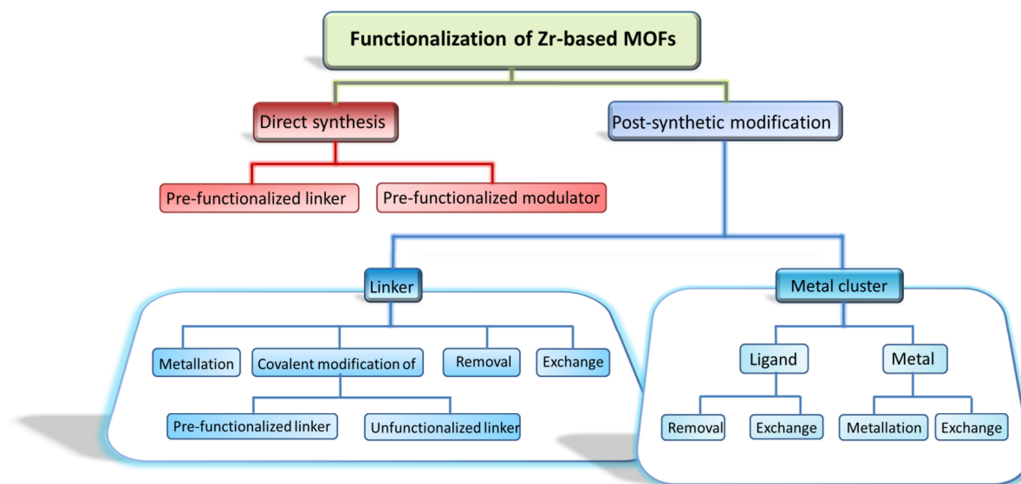 Functionalization of Zr-based MOFs
Direct synthesis
Post-synthetic modification
Pre-functionalized linker
Pre-functionalized modulator
Linker
Metal cluster
Metallation
Covalent modification of
Removal
Exchange
Pre-functionalized linker
Unfunctionalized linker
Ligand
Metal
Removal
Exchange
Metallation
Exchange